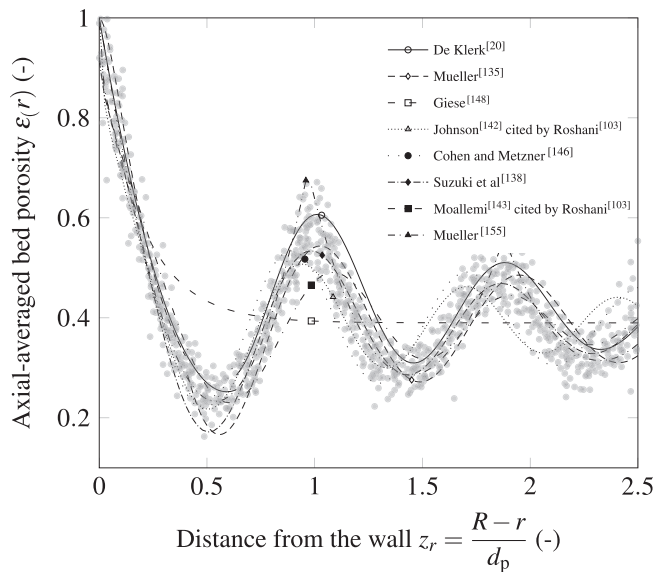 1
0.8
0.6
0.4
0.2
0
0.5
1
1.5
2
2.5
Axial-averaged bed porosity ε(r) (-)
De Klerk[20]
Mueller[135]
Giese[148]
Johnson[142] cited by Roshani[103]
Cohen and Metzner[146]
Suzuki et al[138]
Moallemi[143] cited by Roshani[103]
Mueller[155]
Distance from the wall z_r = (R − r)/d_p (-)